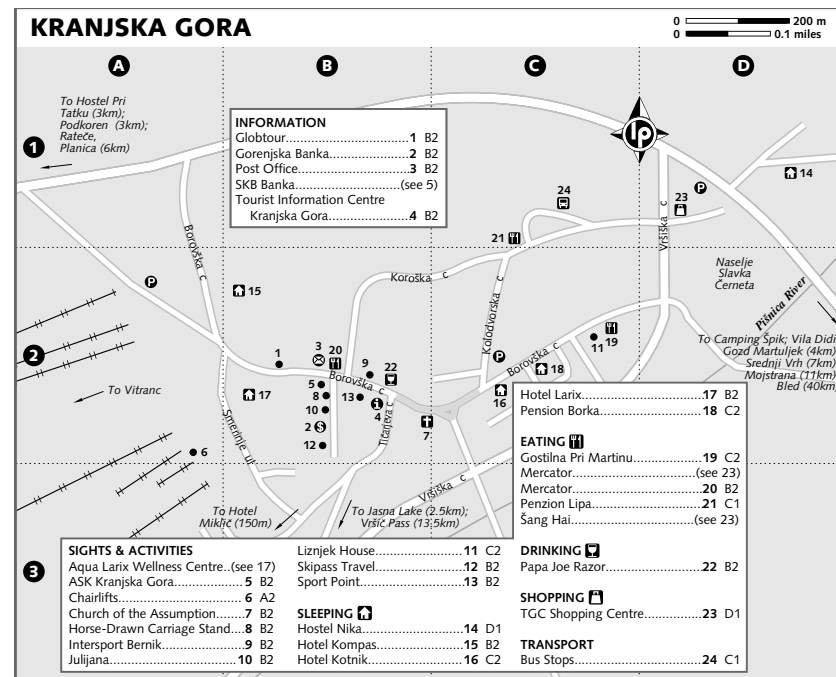 KRANJSKA GORA
0 200 m
0 0.1 miles
A B C D
To Hostel Pri
Tatku (3km);
Podkoren (3km);
Rateče,
Planica (6km)
1
INFORMATION
Globtour 1 B2
Gorenjska Banka 2 B2
Post Office 3 B2
SKB Banka (see 5)
Tourist Information Centre
Kranjska Gora 4 B2
lp
14
24
P
23
21
Borovška c
Vršiška c
Koroška c
Kolodvorska c
Naselje
Slavka
Černeta
Pišnica River
P
15
2
To Vitranc
1
3
20
9
22
Borovška c
5
8
10
13
4
2
12
17
Smerinje ul
Tičarjeva c
7
P
Borovška c
11 19
18
16
To Camping Špik; Vila Didi
Gozd Martuljek (4km)
Srednji Vrh (7km)
Mojstrana (11km)
Bled (40km)
6
To Hotel
Miklič (150m)
To Jasna Lake (2.5km);
Vršič Pass (13.5km)
Vršiška c
3
SIGHTS & ACTIVITIES
Aqua Larix Wellness Centre..(see 17)
ASK Kranjska Gora 5 B2
Chairlifts 6 A2
Church of the Assumption 7 B2
Horse-Drawn Carriage Stand 8 B2
Intersport Bernik 9 B2
Julijana 10 B2
Liznjek House 11 C2
Skipass Travel 12 B2
Sport Point 13 B2
SLEEPING
Hostel Nika 14 D1
Hotel Kompas 15 B2
Hotel Kotnik 16 C2
Hotel Larix 17 B2
Pension Borka 18 C2
EATING
Gostilna Pri Martinu 19 C2
Mercator (see 23)
Mercator 20 B2
Penzion Lipa 21 C1
Šang Hai (see 23)
DRINKING
Papa Joe Razor 22 B2
SHOPPING
TGC Shopping Centre 23 D1
TRANSPORT
Bus Stops 24 C1